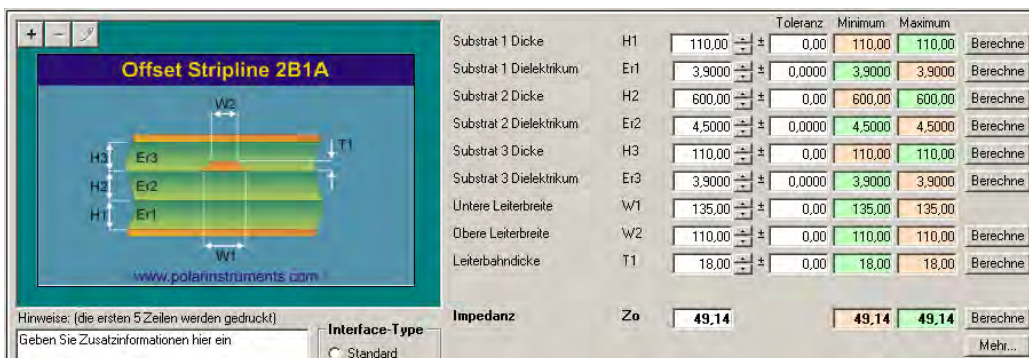 + −
Offset Stripline 2B1A
W2
T1
H3 Er3
H2 Er2
H1 Er1
W1
www.polarinstruments.com
Hinweise: (die ersten 5 Zeilen werden gedruckt)
Geben Sie Zusatzinformationen hier ein
Interface-Type
Standard
Toleranz Minimum Maximum
Substrat 1 Dicke H1 110,00 ± 0,00 110,00 110,00 Berechne
Substrat 1 Dielektrikum Er1 3,9000 ± 0,0000 3,9000 3,9000 Berechne
Substrat 2 Dicke H2 600,00 ± 0,00 600,00 600,00 Berechne
Substrat 2 Dielektrikum Er2 4,5000 ± 0,0000 4,5000 4,5000 Berechne
Substrat 3 Dicke H3 110,00 ± 0,00 110,00 110,00 Berechne
Substrat 3 Dielektrikum Er3 3,9000 ± 0,0000 3,9000 3,9000 Berechne
Untere Leiterbreite W1 135,00 ± 0,00 135,00 135,00
Obere Leiterbreite W2 110,00 ± 0,00 110,00 110,00 Berechne
Leiterbahndicke T1 18,00 ± 0,00 18,00 18,00 Berechne
Impedanz Zo 49,14 49,14 49,14 Berechne
Mehr...